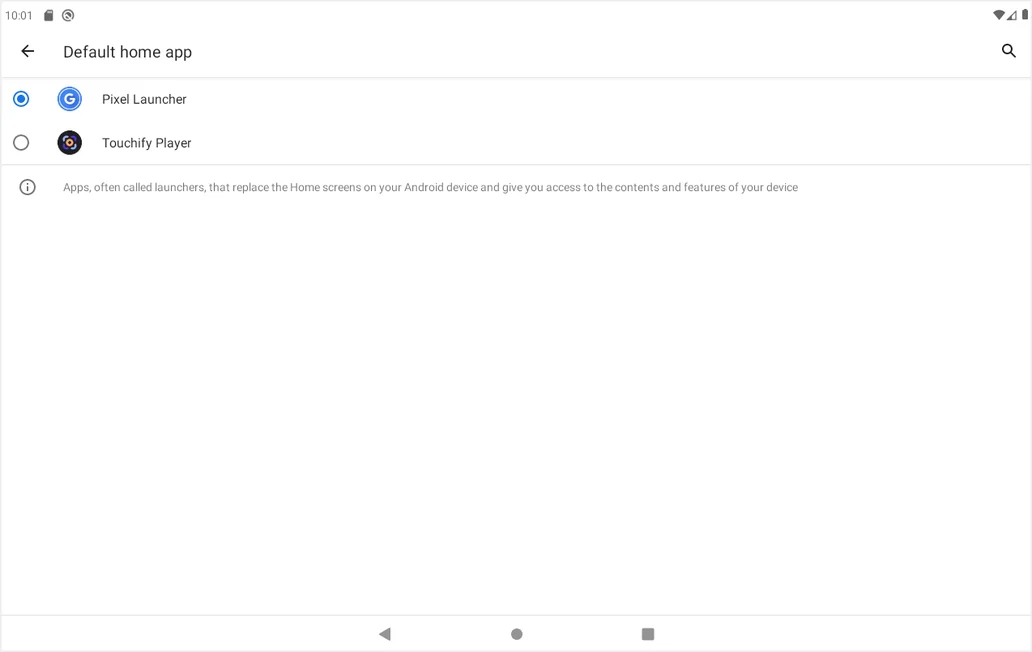 10:01
Default home app
G
Pixel Launcher
Touchify Player
Apps, often called launchers, that replace the Home screens on your Android device and give you access to the contents and features of your device